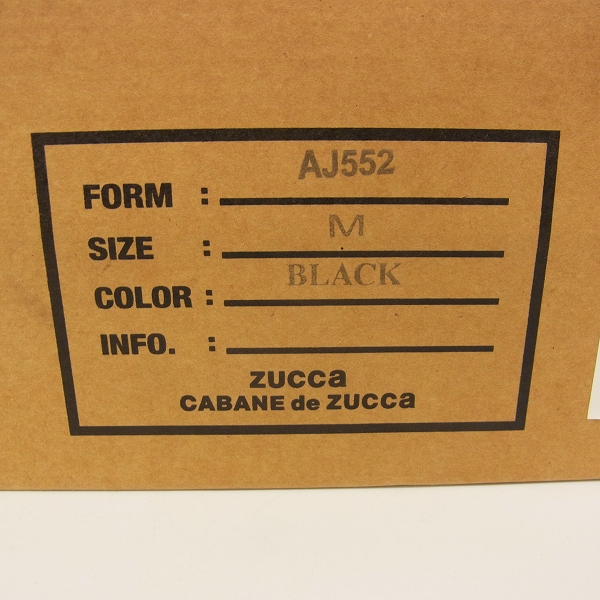 FORM : AJ552
SIZE : M
COLOR : BLACK
INFO. :
ZUCCa
CABANE de ZUCCa